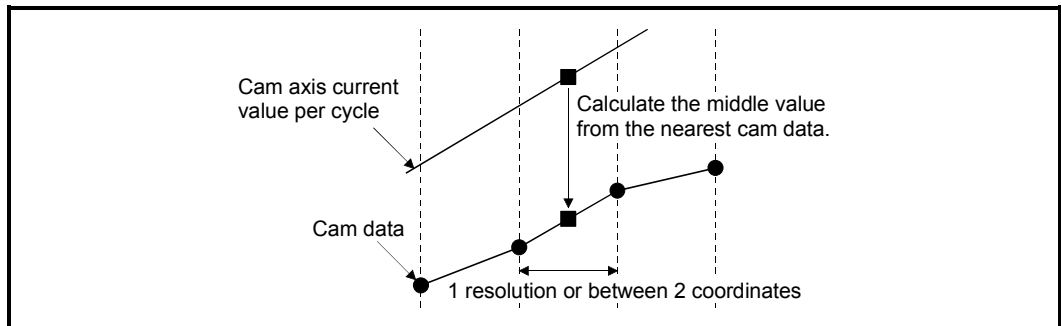 Cam axis current
value per cycle
Calculate the middle value
from the nearest cam data.
Cam data
1 resolution or between 2 coordinates